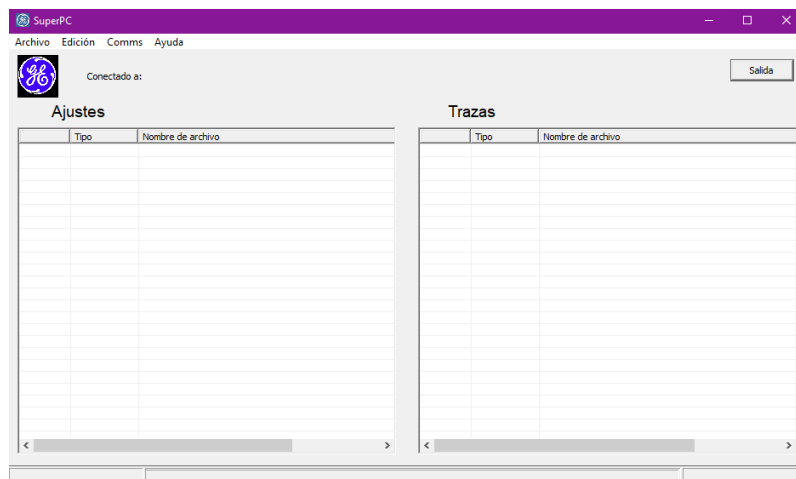 SuperPC
Archivo Edición Comms Ayuda
Conectado a:
Salida
Ajustes
Trazas
Tipo Nombre de archivo
Tipo Nombre de archivo